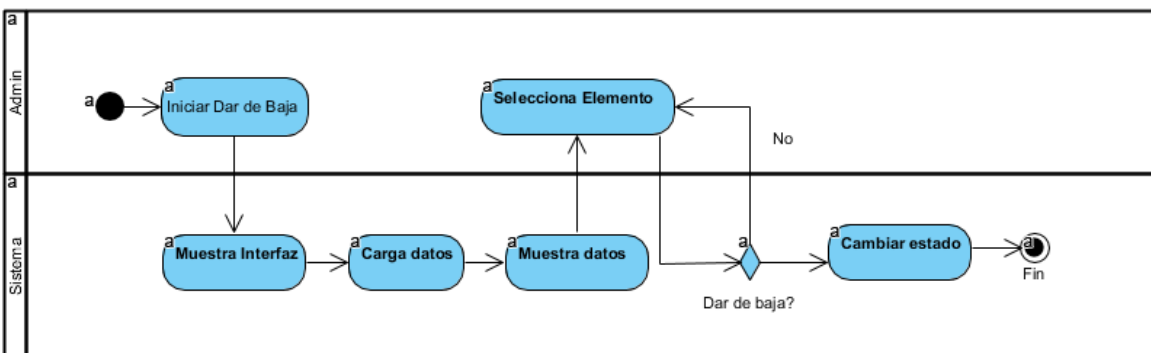 a
Admin
a
a
Iniciar Dar de Baja
a
Selecciona Elemento
No
a
Sistema
a
Muestra Interfaz
a
Carga datos
a
Muestra datos
a
Dar de baja?
a
Cambiar estado
a
Fin